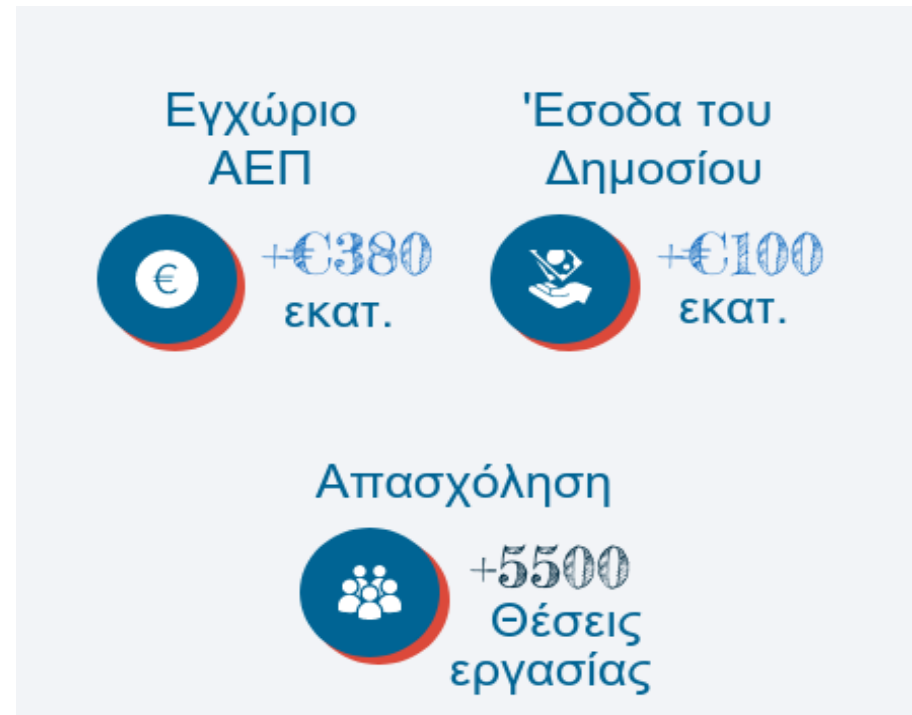 Εγχώριο
ΑΕΠ
+€380
εκατ.
'Εσοδα του
Δημοσίου
+€100
εκατ.
Απασχόληση
+5500
Θέσεις
εργασίας